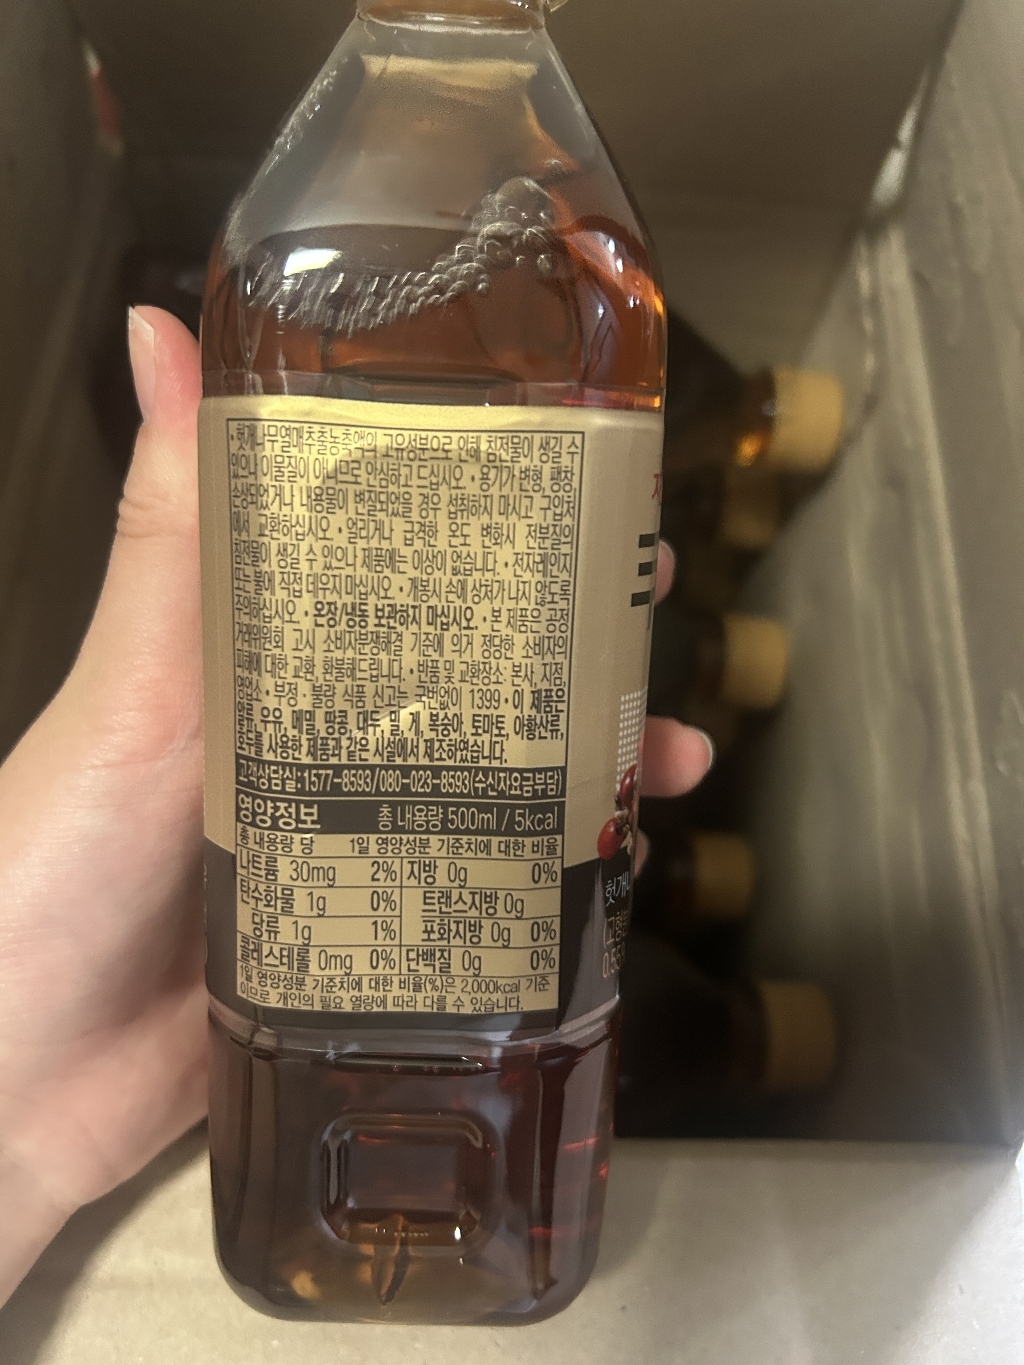 • 헛개나무열매추출농축액의 고유성분으로 인해 침전물이 생길 수
있으나 이물질이 아니므로 안심하고 드십시오. • 용기가 변형, 팽창,
손상되었거나 내용물이 변질되었을 경우 섭취하지 마시고 구입처
에서 교환하십시오 • 얼리거나 급격한 온도 변화시 전분질의
침전물이 생길 수 있으나 제품에는 이상이 없습니다. • 전자레인지
또는 불에 직접 데우지 마십시오. • 개봉시 손에 상처가 나지 않도록
주의하십시오. • 온장/냉동 보관하지 마십시오. • 본 제품은 공정
거래위원회 고시 소비자분쟁해결 기준에 의거 정당한 소비자의
피해에 대한 교환, 환불해드립니다. • 반품 및 교환장소: 본사, 지점,
영업소 • 부정 · 불량 식품 신고는 국번없이 1399 • 이 제품은
알류, 우유, 메밀, 땅콩, 대두, 밀, 게, 복숭아, 토마토, 아황산류,
호두를 사용한 제품과 같은 시설에서 제조하였습니다.
고객상담실: 1577-8593/080-023-8593(수신자요금부담)
영양정보 총 내용량 500ml / 5kcal
총 내용량 당 1일 영양성분 기준치에 대한 비율
나트륨 30mg 2% 지방 0g 0%
탄수화물 1g 0% 트랜스지방 0g
당류 1g 1% 포화지방 0g 0%
콜레스테롤 0mg 0% 단백질 0g 0%
1일 영양성분 기준치에 대한 비율(%)은 2,000kcal 기준
이므로 개인의 필요 열량에 따라 다를 수 있습니다.
헛개